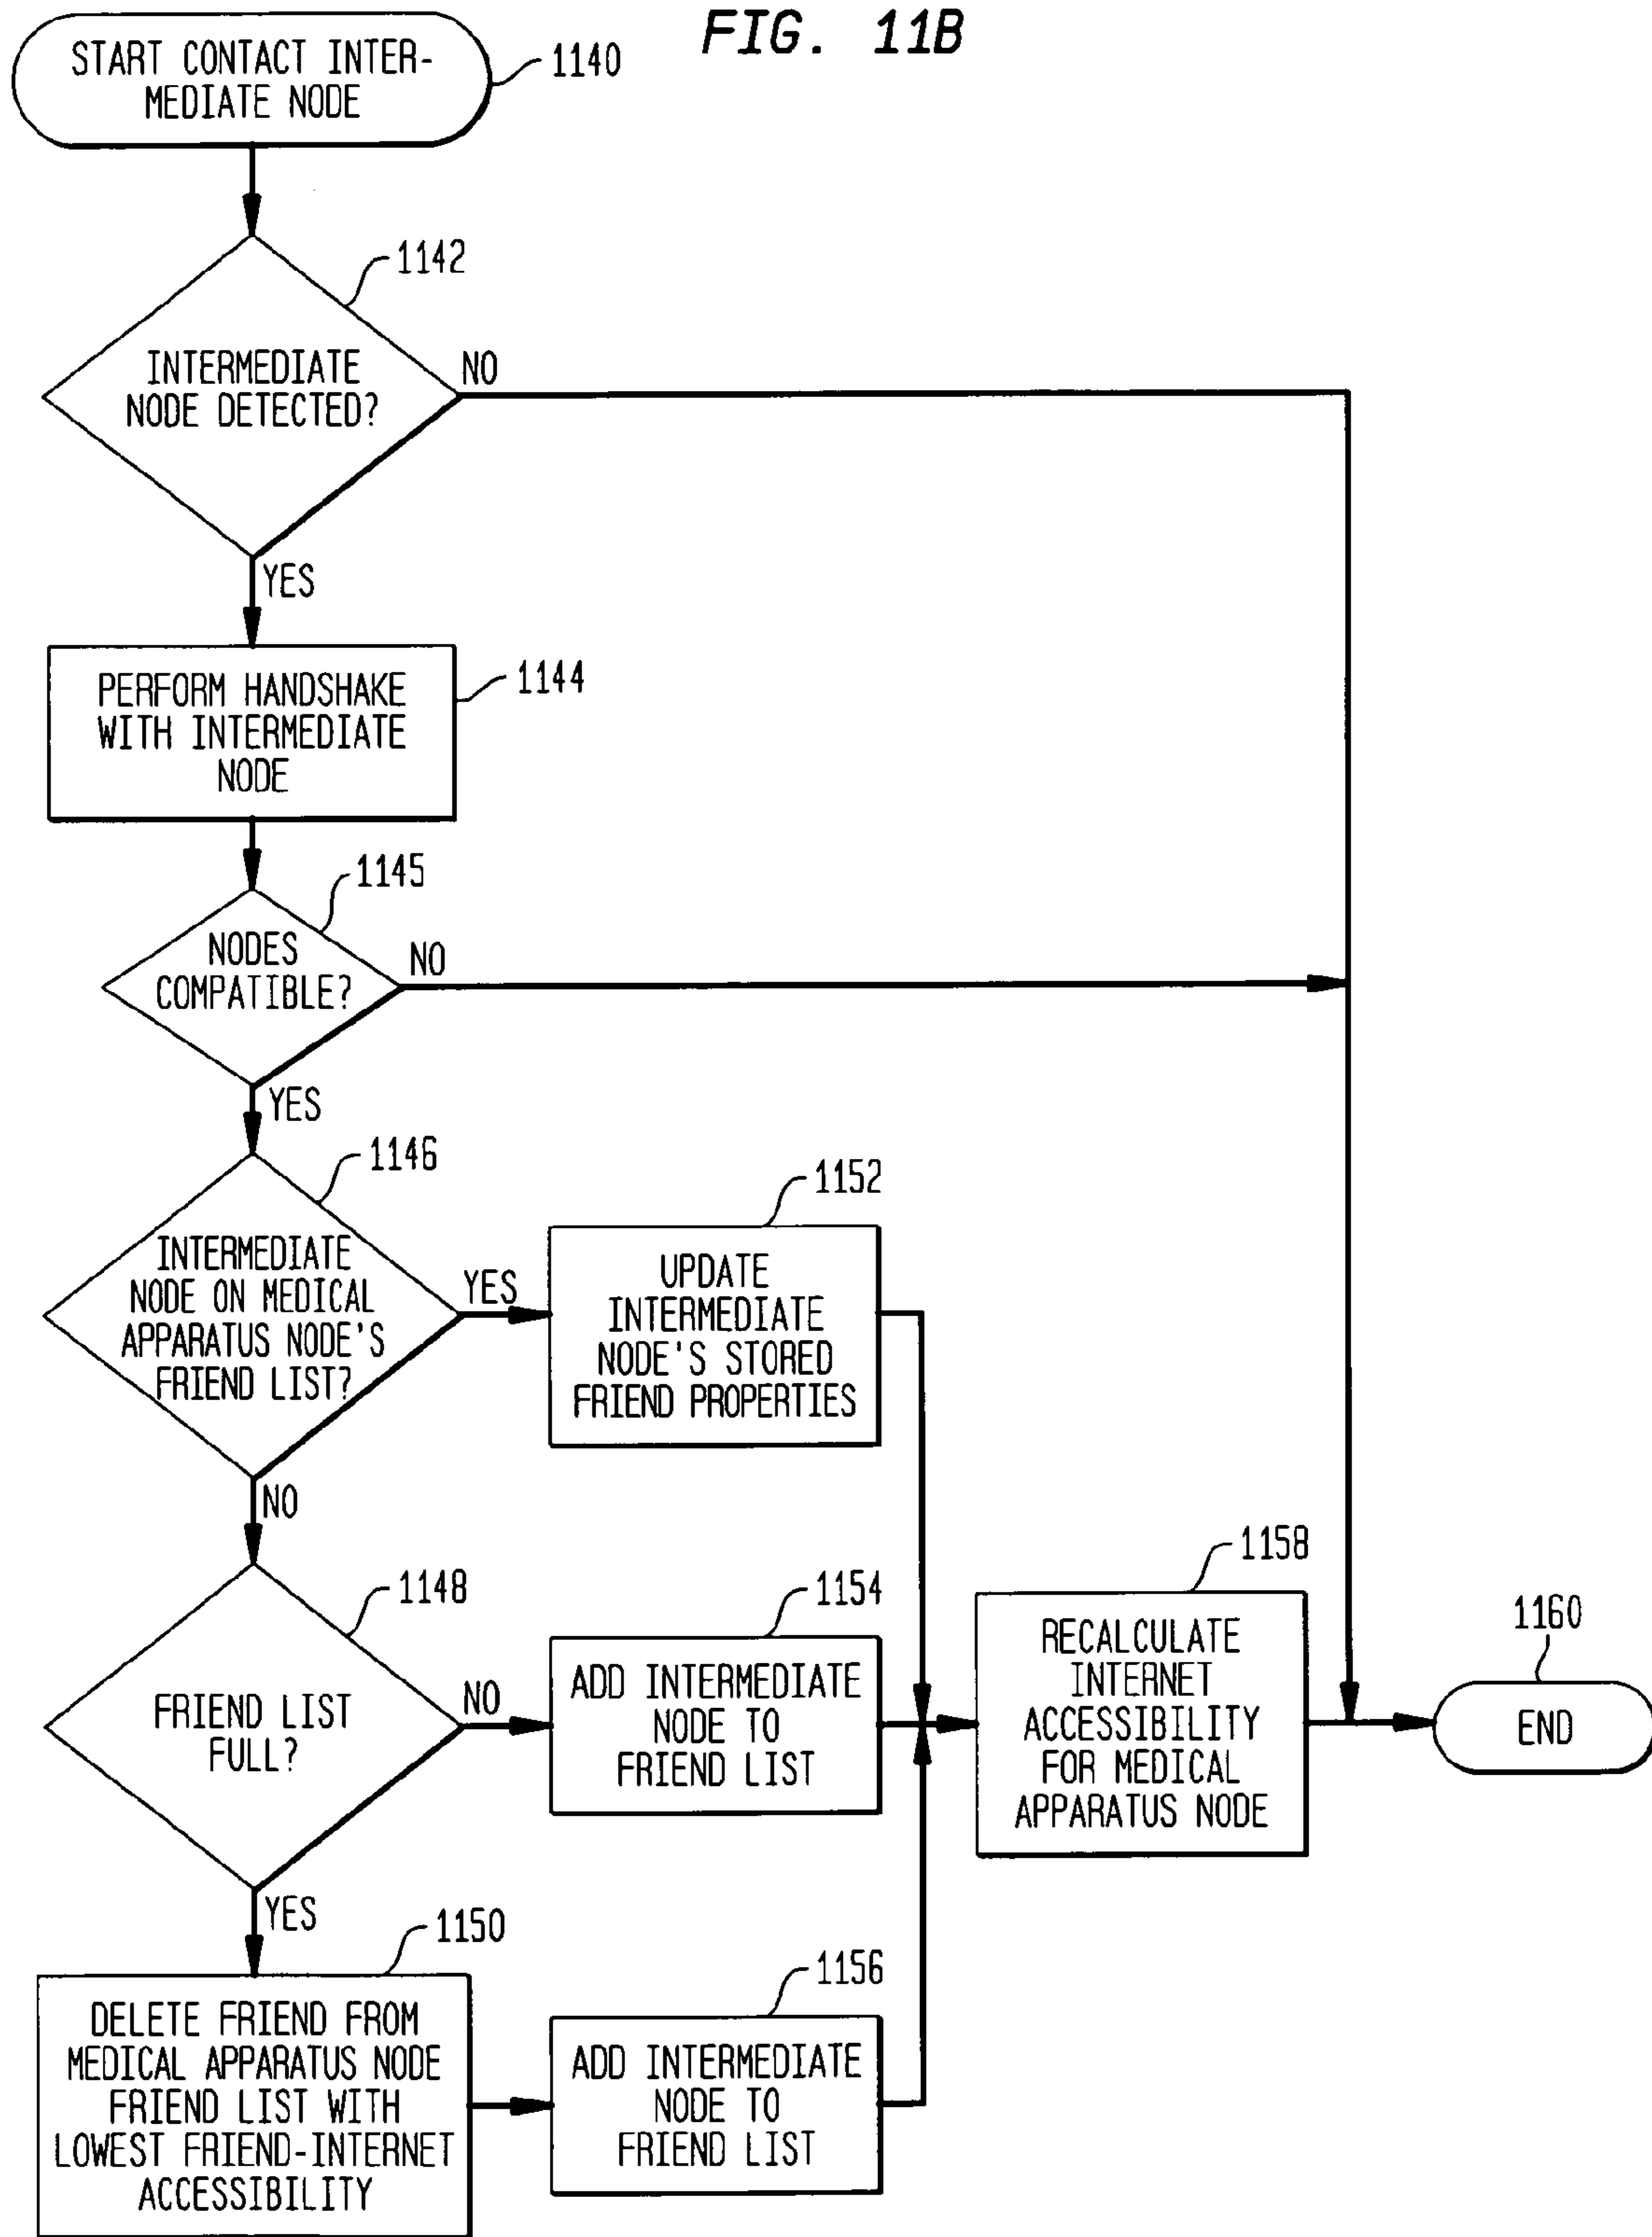 FIG. 11B
START CONTACT INTER-
MEDIATE NODE
1140
1142
INTERMEDIATE
NODE DETECTED?
NO
YES
PERFORM HANDSHAKE
WITH INTERMEDIATE
NODE
1144
1145
NODES
COMPATIBLE?
NO
YES
1146
INTERMEDIATE
NODE ON MEDICAL
APPARATUS NODE'S
FRIEND LIST?
YES
NO
1152
UPDATE
INTERMEDIATE
NODE'S STORED
FRIEND PROPERTIES
1148
FRIEND LIST
FULL?
NO
YES
1154
ADD INTERMEDIATE
NODE TO
FRIEND LIST
1158
RECALCULATE
INTERNET
ACCESSIBILITY
FOR MEDICAL
APPARATUS NODE
1160
END
1150
DELETE FRIEND FROM
MEDICAL APPARATUS NODE
FRIEND LIST WITH
LOWEST FRIEND-INTERNET
ACCESSIBILITY
1156
ADD INTERMEDIATE
NODE TO
FRIEND LIST